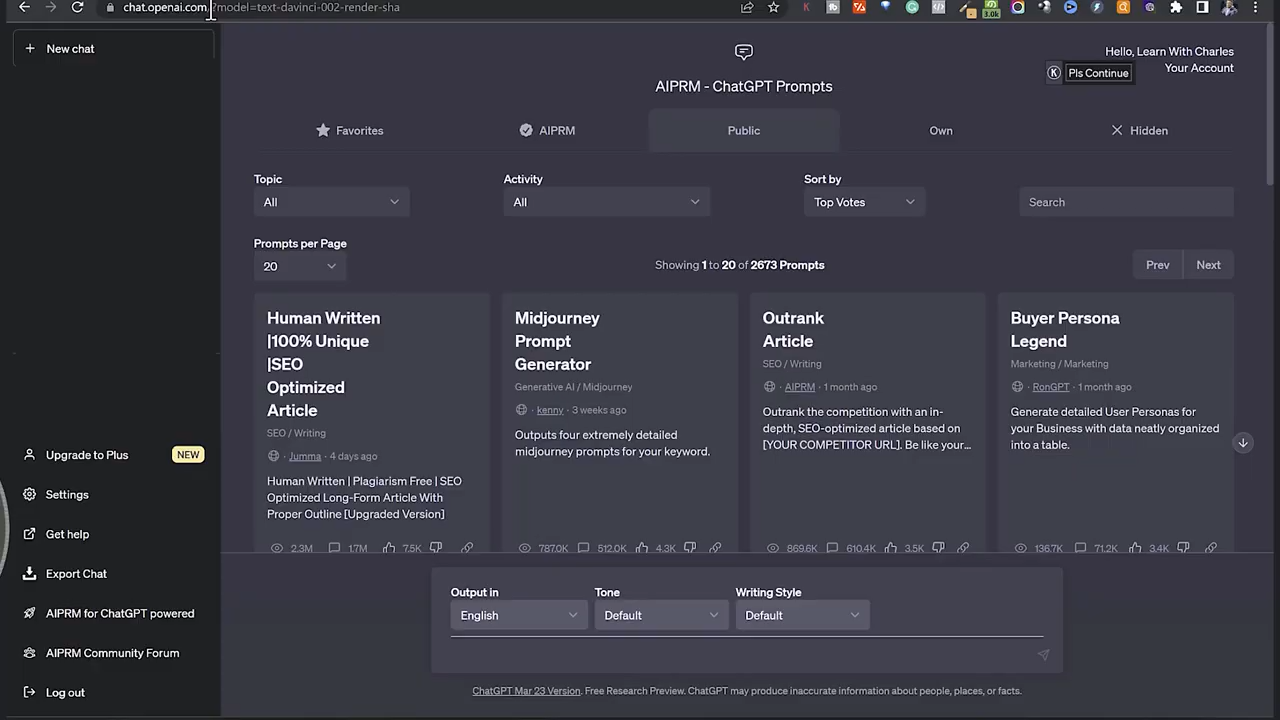 chat.openai.com/?model=text-davinci-002-render-sha
3.0k
New chat
Hello, Learn With Charles
Your Account
K Pls Continue
AIPRM - ChatGPT Prompts
Favorites
AIPRM
Public
Own
Hidden
Topic
Activity
Sort by
All
All
Top Votes
Search
Prompts per Page
20
Showing 1 to 20 of 2673 Prompts
Prev
Next
Human Written
|100% Unique
|SEO
Optimized
Article
SEO / Writing
· Jumma · 4 days ago
Human Written | Plagiarism Free | SEO
Optimized Long-Form Article With
Proper Outline [Upgraded Version]
2.3M 1.7M 7.5K
Midjourney
Prompt
Generator
Generative AI / Midjourney
· kenny · 3 weeks ago
Outputs four extremely detailed
midjourney prompts for your keyword.
787.0K 512.0K 4.3K
Outrank
Article
SEO / Writing
· AIPRM · 1 month ago
Outrank the competition with an in-
depth, SEO-optimized article based on
[YOUR COMPETITOR URL]. Be like your...
869.6K 610.4K 3.5K
Buyer Persona
Legend
Marketing / Marketing
· RonGPT · 1 month ago
Generate detailed User Personas for
your Business with data neatly organized
into a table.
136.7K 71.2K 3.4K
Upgrade to Plus NEW
Settings
Get help
Export Chat
AIPRM for ChatGPT powered
AIPRM Community Forum
Log out
Output in
Tone
Writing Style
English
Default
Default
ChatGPT Mar 23 Version. Free Research Preview. ChatGPT may produce inaccurate information about people, places, or facts.